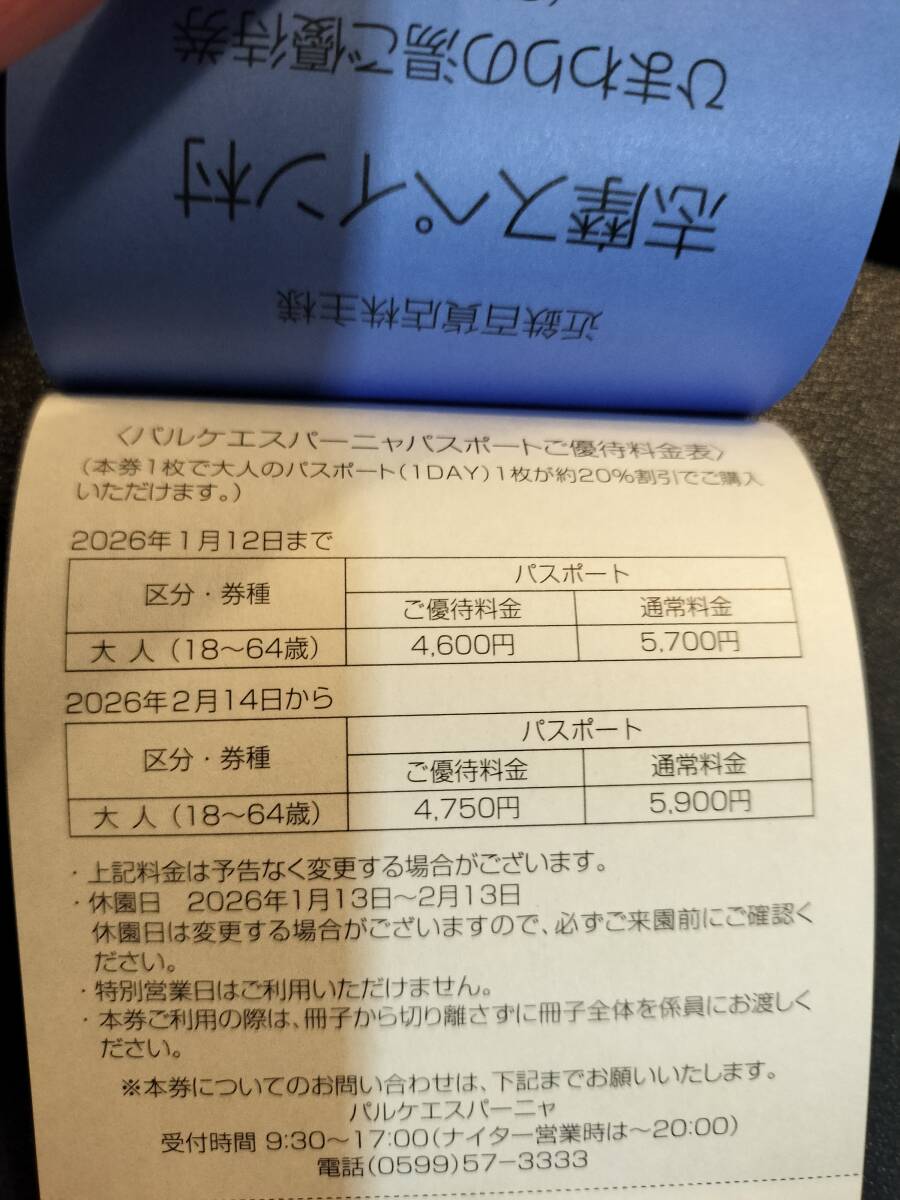 近鉄百貨店株主様
志摩スペイン村
ひまわりの湯ご優待券
〈パルケエスパーニャパスポートご優待料金表〉
(本券1枚で大人のパスポート(1DAY)1枚が約20%割引でご購入
いただけます。)
2026年1月12日まで
区分・券種 パスポート
ご優待料金 通常料金
大 人 (18〜64歳) 4,600円 5,700円
2026年2月14日から
区分・券種 パスポート
ご優待料金 通常料金
大 人 (18〜64歳) 4,750円 5,900円
・上記料金は予告なく変更する場合がございます。
・休園日 2026年1月13日〜2月13日
休園日は変更する場合がございますので、必ずご来園前にご確認く
ださい。
・特別営業日はご利用いただけません。
・本券ご利用の際は、冊子から切り離さずに冊子全体を係員にお渡しく
ださい。
※本券についてのお問い合わせは、下記までお願いいたします。
パルケエスパーニャ
受付時間 9:30〜17:00(ナイター営業時は〜20:00)
電話(0599)57−3333